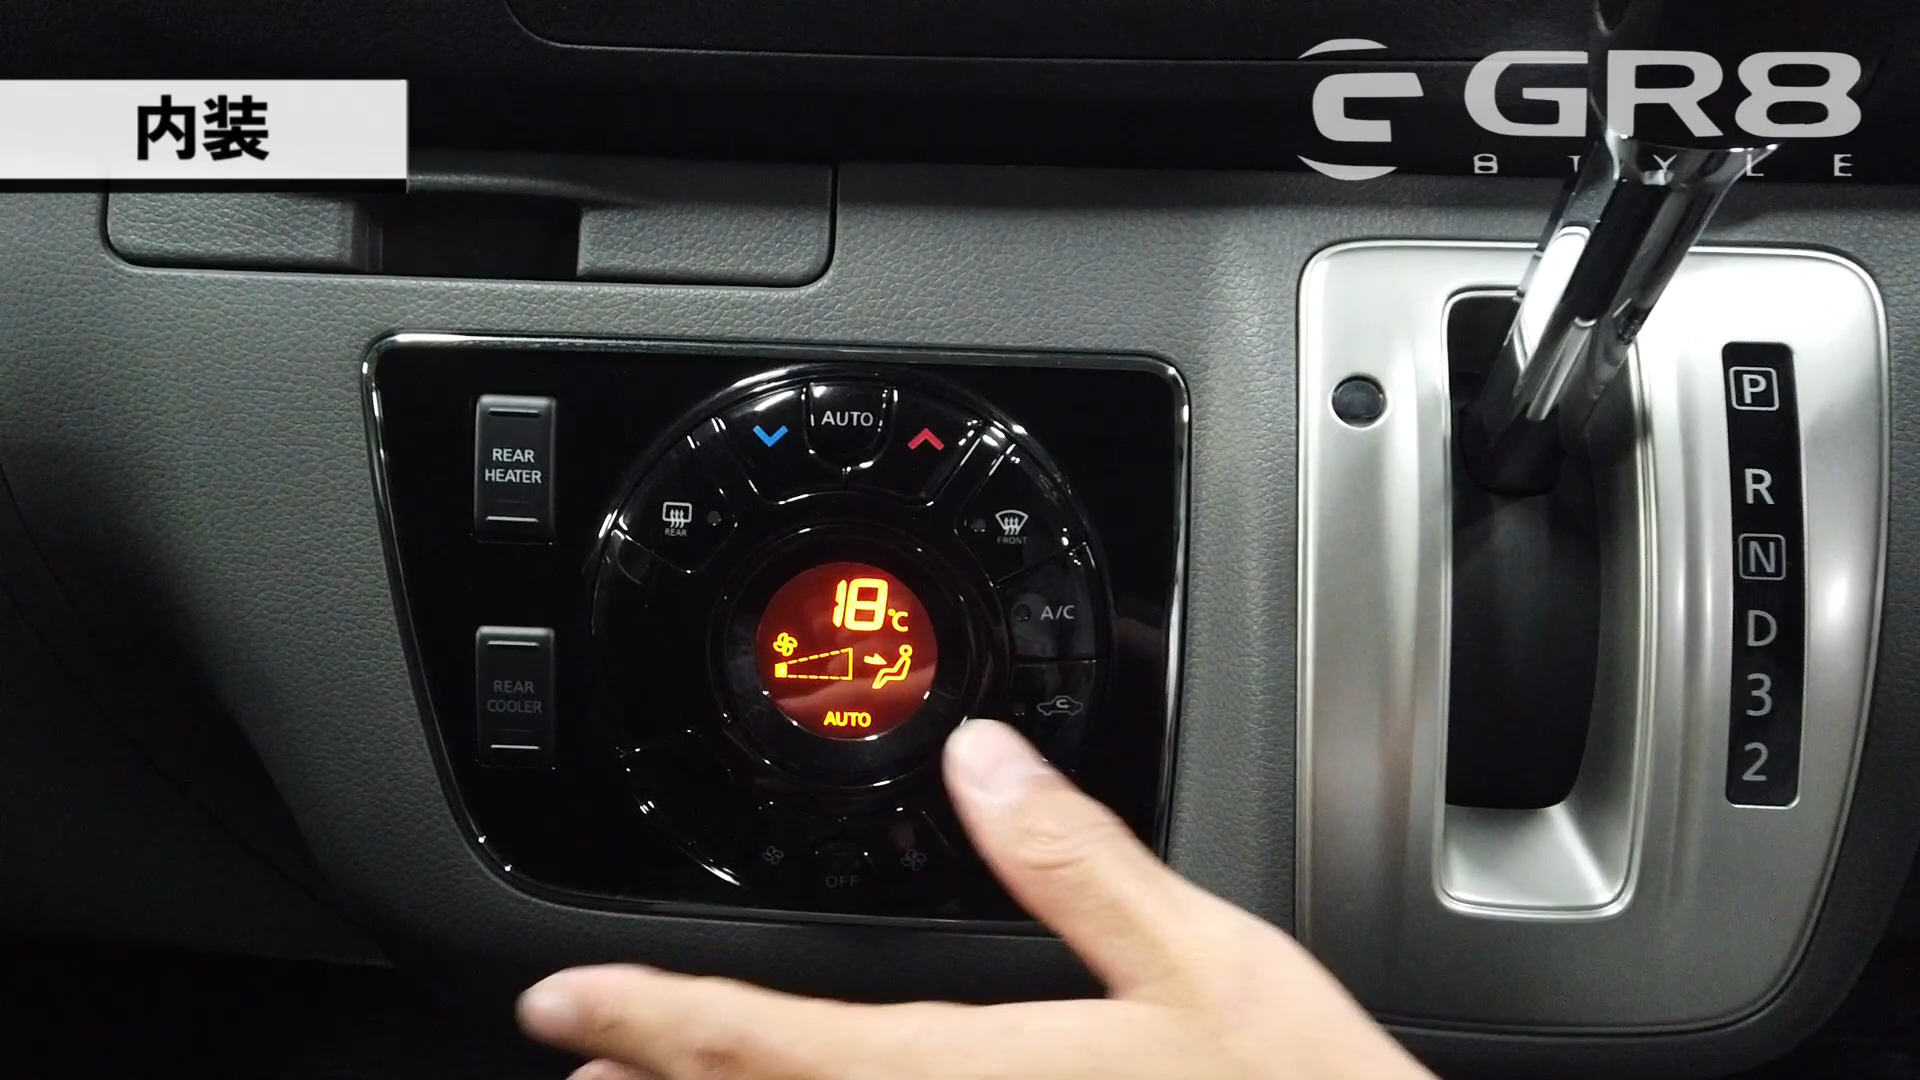 内装
GR8
STYLE
AUTO
REAR
HEATER
REAR
FRONT
18℃
A/C
REAR
COOLER
AUTO
OFF
P
R
N
D
3
2